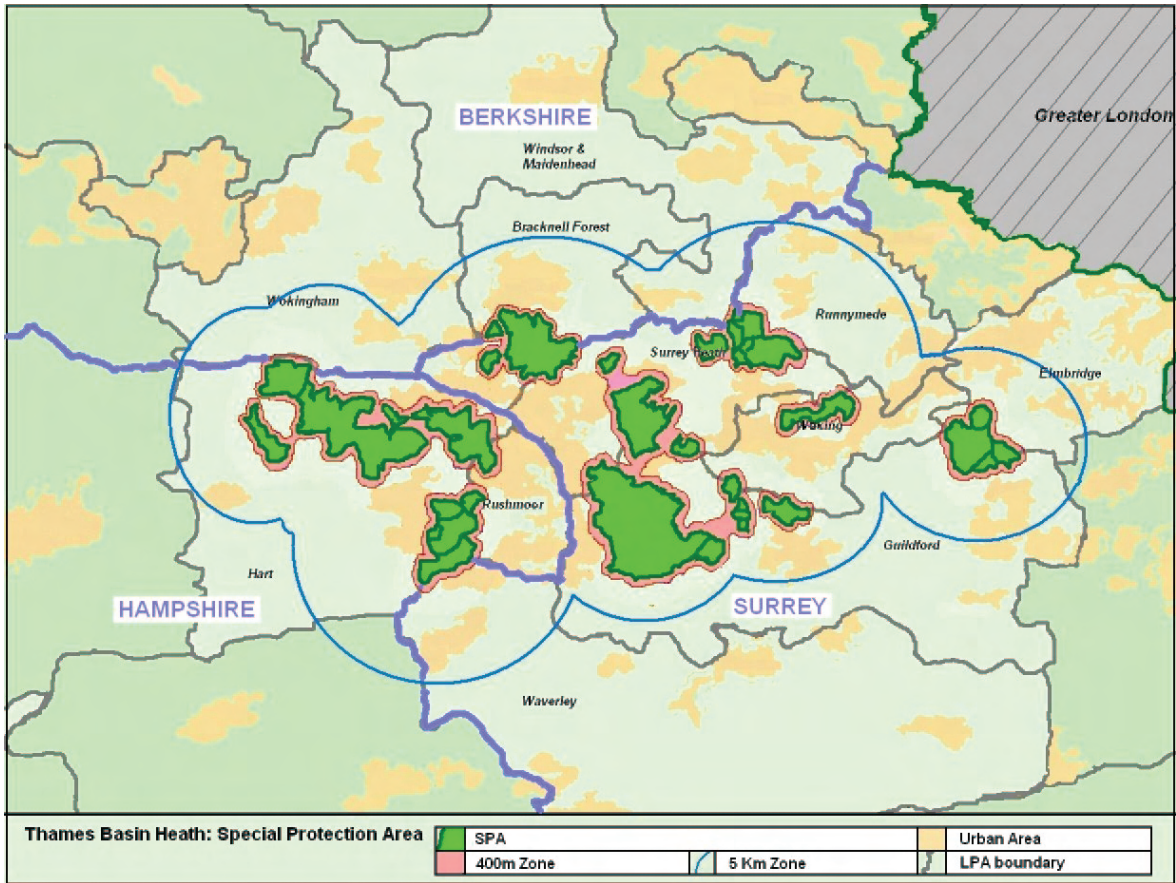 Greater London
BERKSHIRE
Windsor &
Maidenhead
Bracknell Forest
Wokingham
Runnymede
Surrey Heath
Elmbridge
Woking
Rushmoor
Guildford
Hart
HAMPSHIRE
SURREY
Waverley
Thames Basin Heath: Special Protection Area
SPA
Urban Area
400m Zone
5 Km Zone
LPA boundary